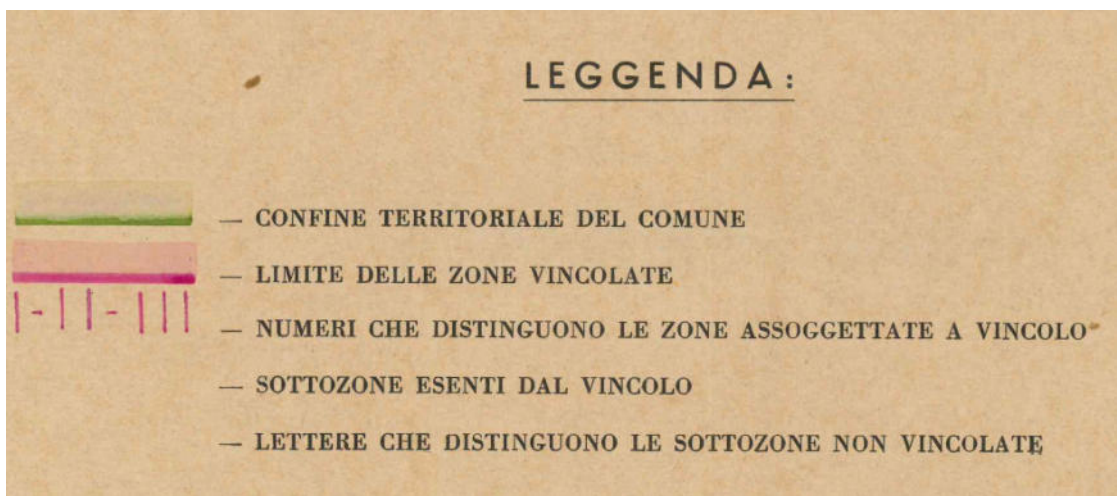 LEGGENDA:
— CONFINE TERRITORIALE DEL COMUNE
— LIMITE DELLE ZONE VINCOLATE
I-II-III — NUMERI CHE DISTINGUONO LE ZONE ASSOGGETTATE A VINCOLO
— SOTTOZONE ESENTI DAL VINCOLO
— LETTERE CHE DISTINGUONO LE SOTTOZONE NON VINCOLATE